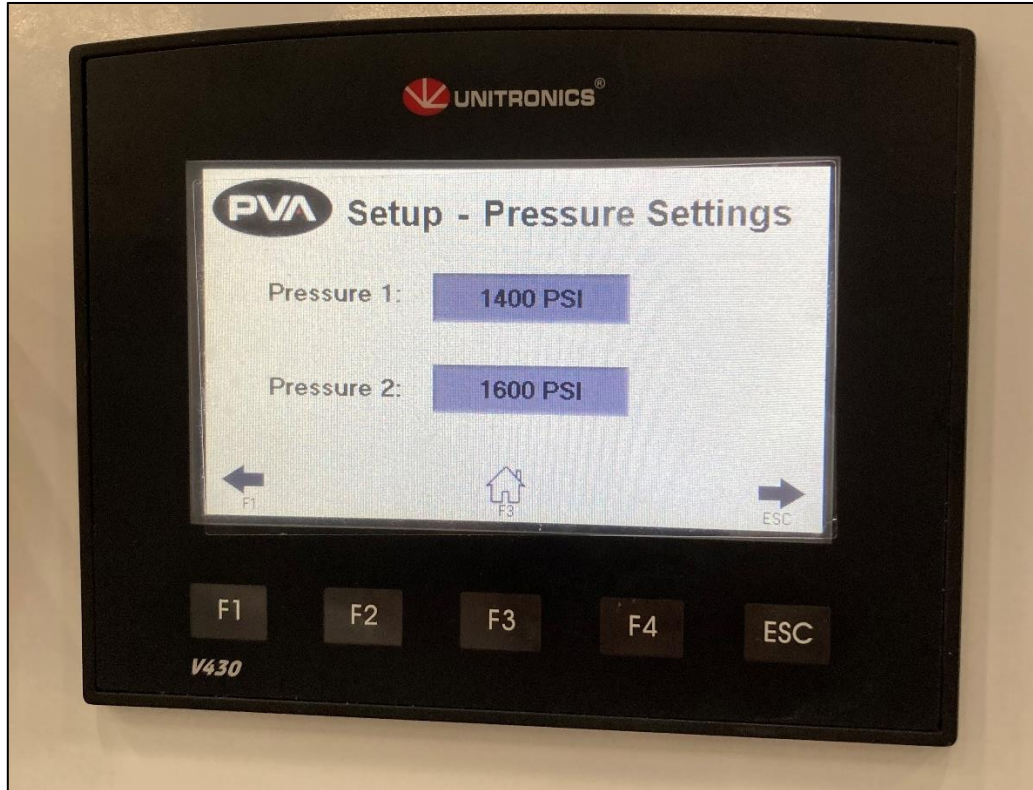 UNITRONICS®
PVA Setup - Pressure Settings
Pressure 1: 1400 PSI
Pressure 2: 1600 PSI
F1 F3 ESC
F1 F2 F3 F4 ESC
V430